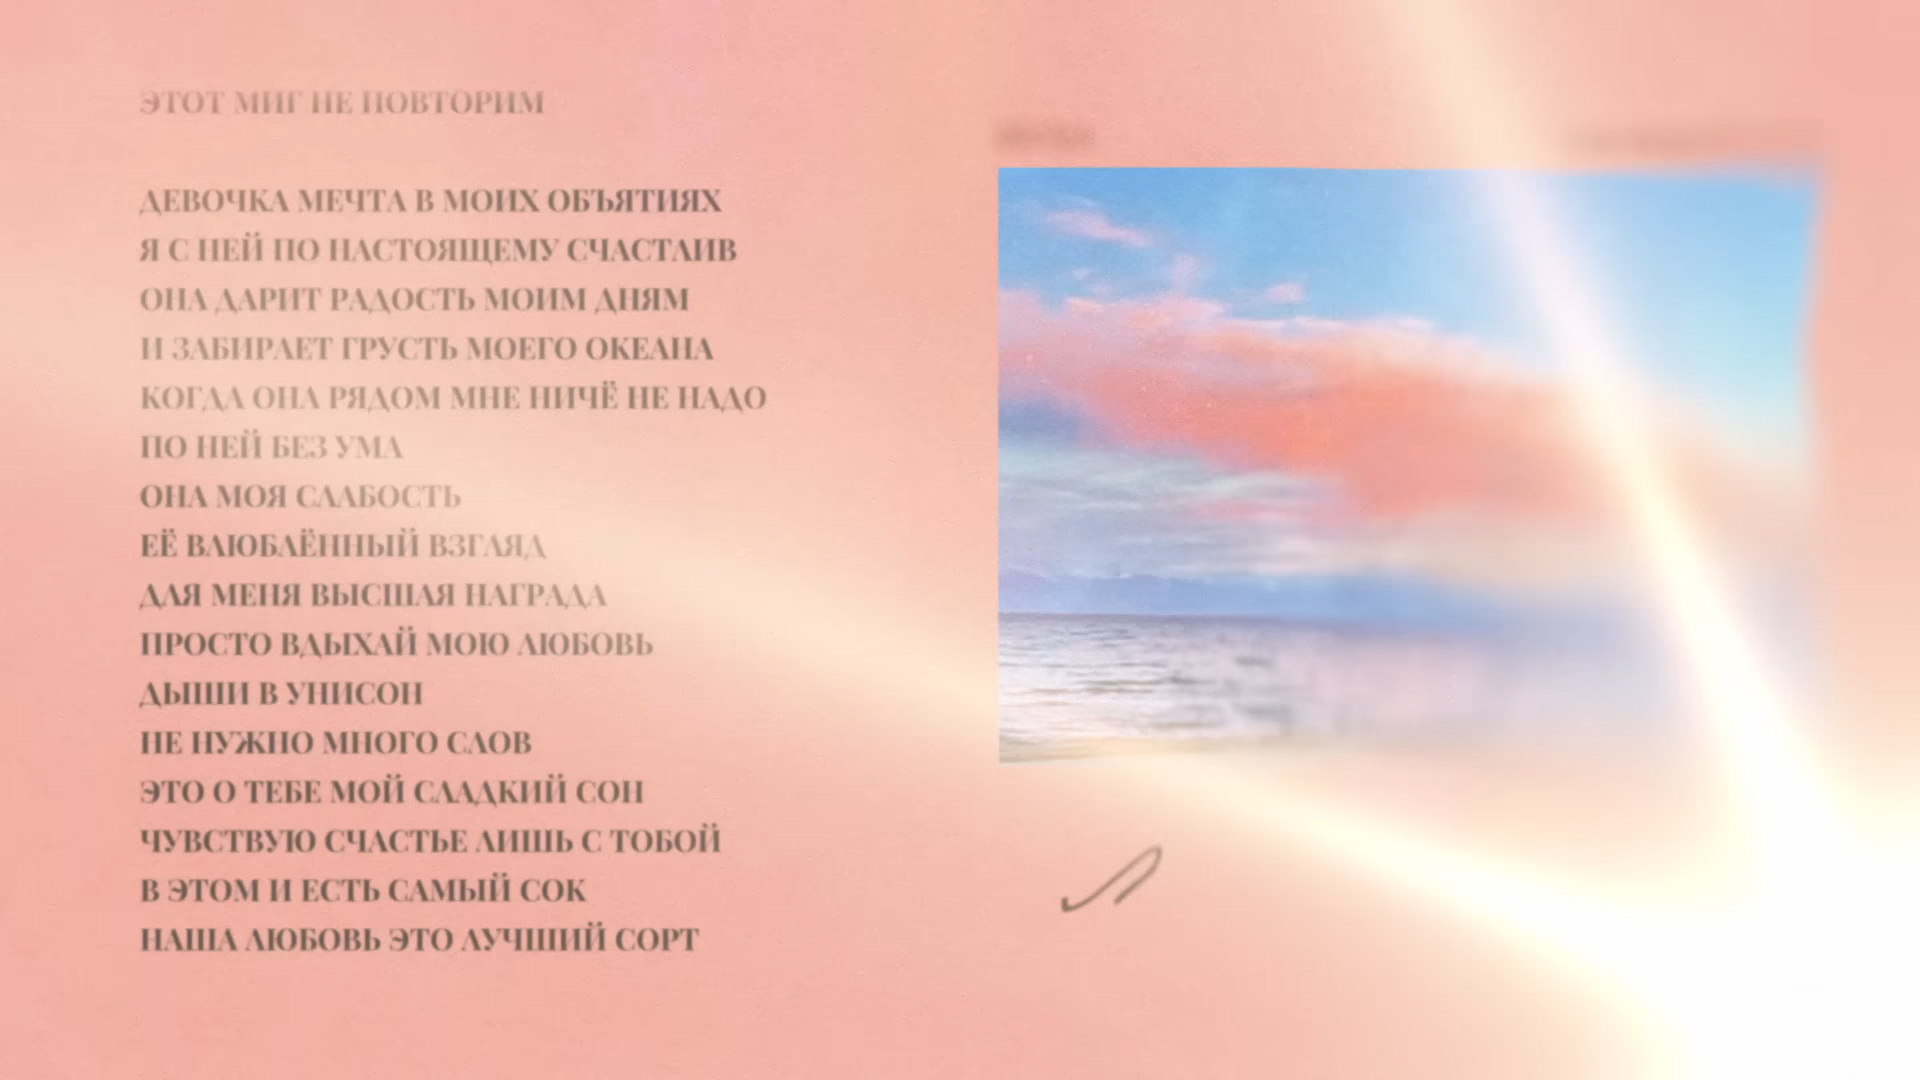 ЭТОТ МИГ НЕ ПОВТОРИМ
ДЕВОЧКА МЕЧТА В МОИХ ОБЪЯТИЯХ
Я С НЕЙ ПО НАСТОЯЩЕМУ СЧАСТЛИВ
ОНА ДАРИТ РАДОСТЬ МОИМ ДНЯМ
И ЗАБИРАЕТ ГРУСТЬ МОЕГО ОКЕАНА
КОГДА ОНА РЯДОМ МНЕ НИЧЁ НЕ НАДО
ПО НЕЙ БЕЗ УМА
ОНА МОЯ СЛАБОСТЬ
ЕЁ ВЛЮБЛЁННЫЙ ВЗГЛЯД
ДЛЯ МЕНЯ ВЫСШАЯ НАГРАДА
ПРОСТО ВДЫХАЙ МОЮ ЛЮБОВЬ
ДЫШИ В УНИСОН
НЕ НУЖНО МНОГО СЛОВ
ЭТО О ТЕБЕ МОЙ СЛАДКИЙ СОН
ЧУВСТВУЮ СЧАСТЬЕ ЛИШЬ С ТОБОЙ
В ЭТОМ И ЕСТЬ САМЫЙ СОК
НАША ЛЮБОВЬ ЭТО ЛУЧШИЙ СОРТ